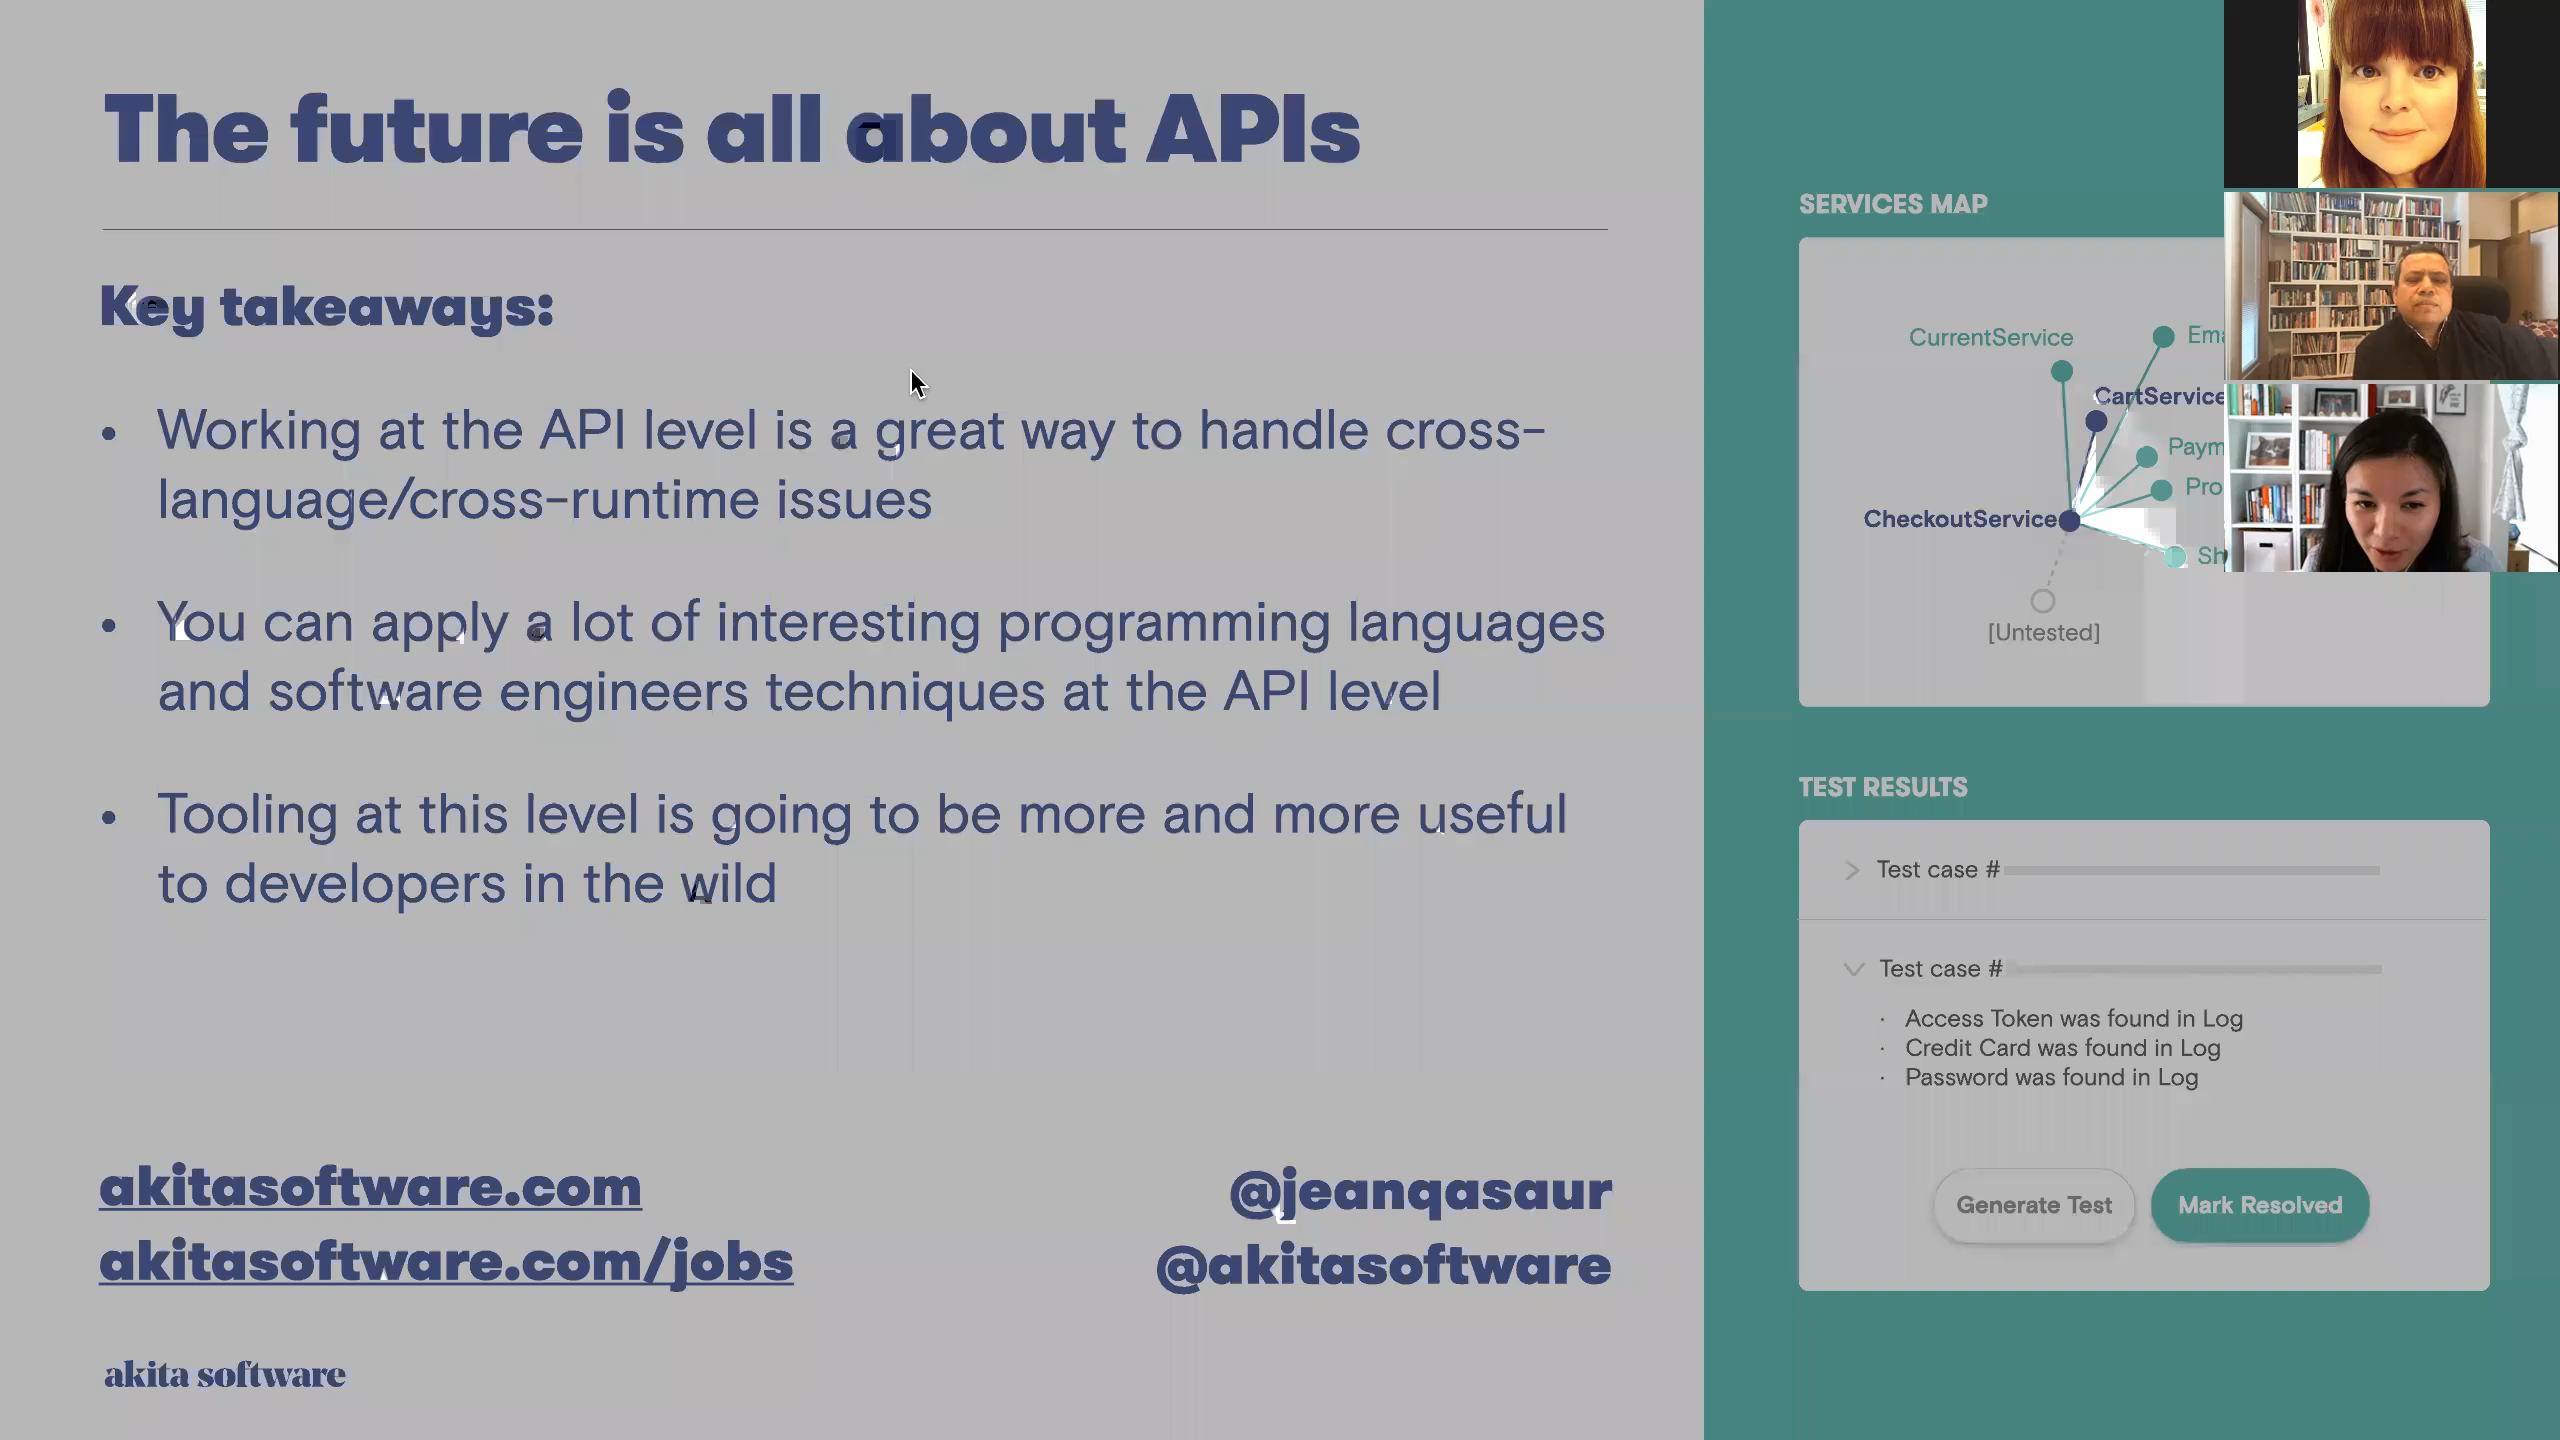 The future is all about APIs
Key takeaways:
• Working at the API level is a great way to handle cross-
language/cross-runtime issues
• You can apply a lot of interesting programming languages
and software engineers techniques at the API level
• Tooling at this level is going to be more and more useful
to developers in the wild
akitasoftware.com
akitasoftware.com/jobs
@jeanqasaur
@akitasoftware
akita software
SERVICES MAP
CurrentService
Ema
CartService
Paym
Pro
CheckoutService
Sh
[Untested]
TEST RESULTS
Test case #
Test case #
· Access Token was found in Log
· Credit Card was found in Log
· Password was found in Log
Generate Test
Mark Resolved